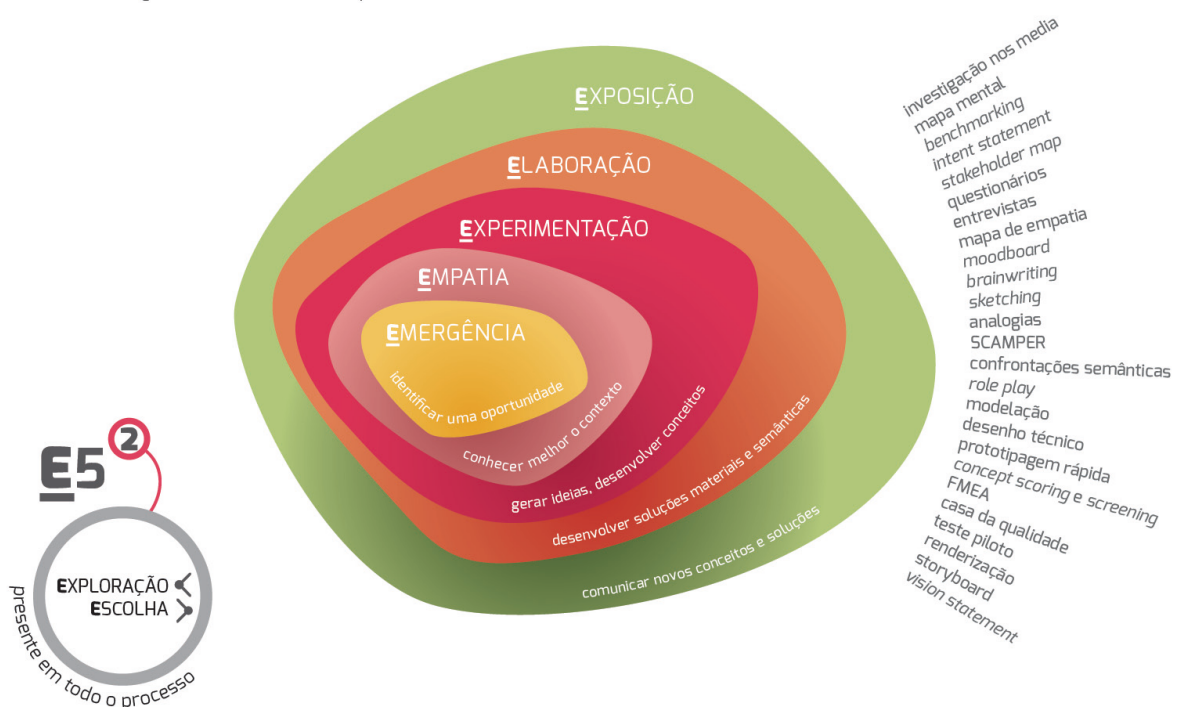 EXPOSIÇÃO
ELABORAÇÃO
EXPERIMENTAÇÃO
EMPATIA
EMERGÊNCIA
identificar uma oportunidade
conhecer melhor o contexto
gerar ideias, desenvolver conceitos
desenvolver soluções materiais e semânticas
comunicar novos conceitos e soluções
E5 2
EXPLORAÇÃO
ESCOLHA
presente em todo o processo
investigação nos media
mapa mental
benchmarking
intent statement
stakeholder map
questionários
entrevistas
mapa de empatia
moodboard
brainwriting
sketching
analogias
SCAMPER
confrontações semânticas
role play
modelação
desenho técnico
prototipagem rápida
concept scoring e screening
FMEA
casa da qualidade
teste piloto
renderização
storyboard
vision statement